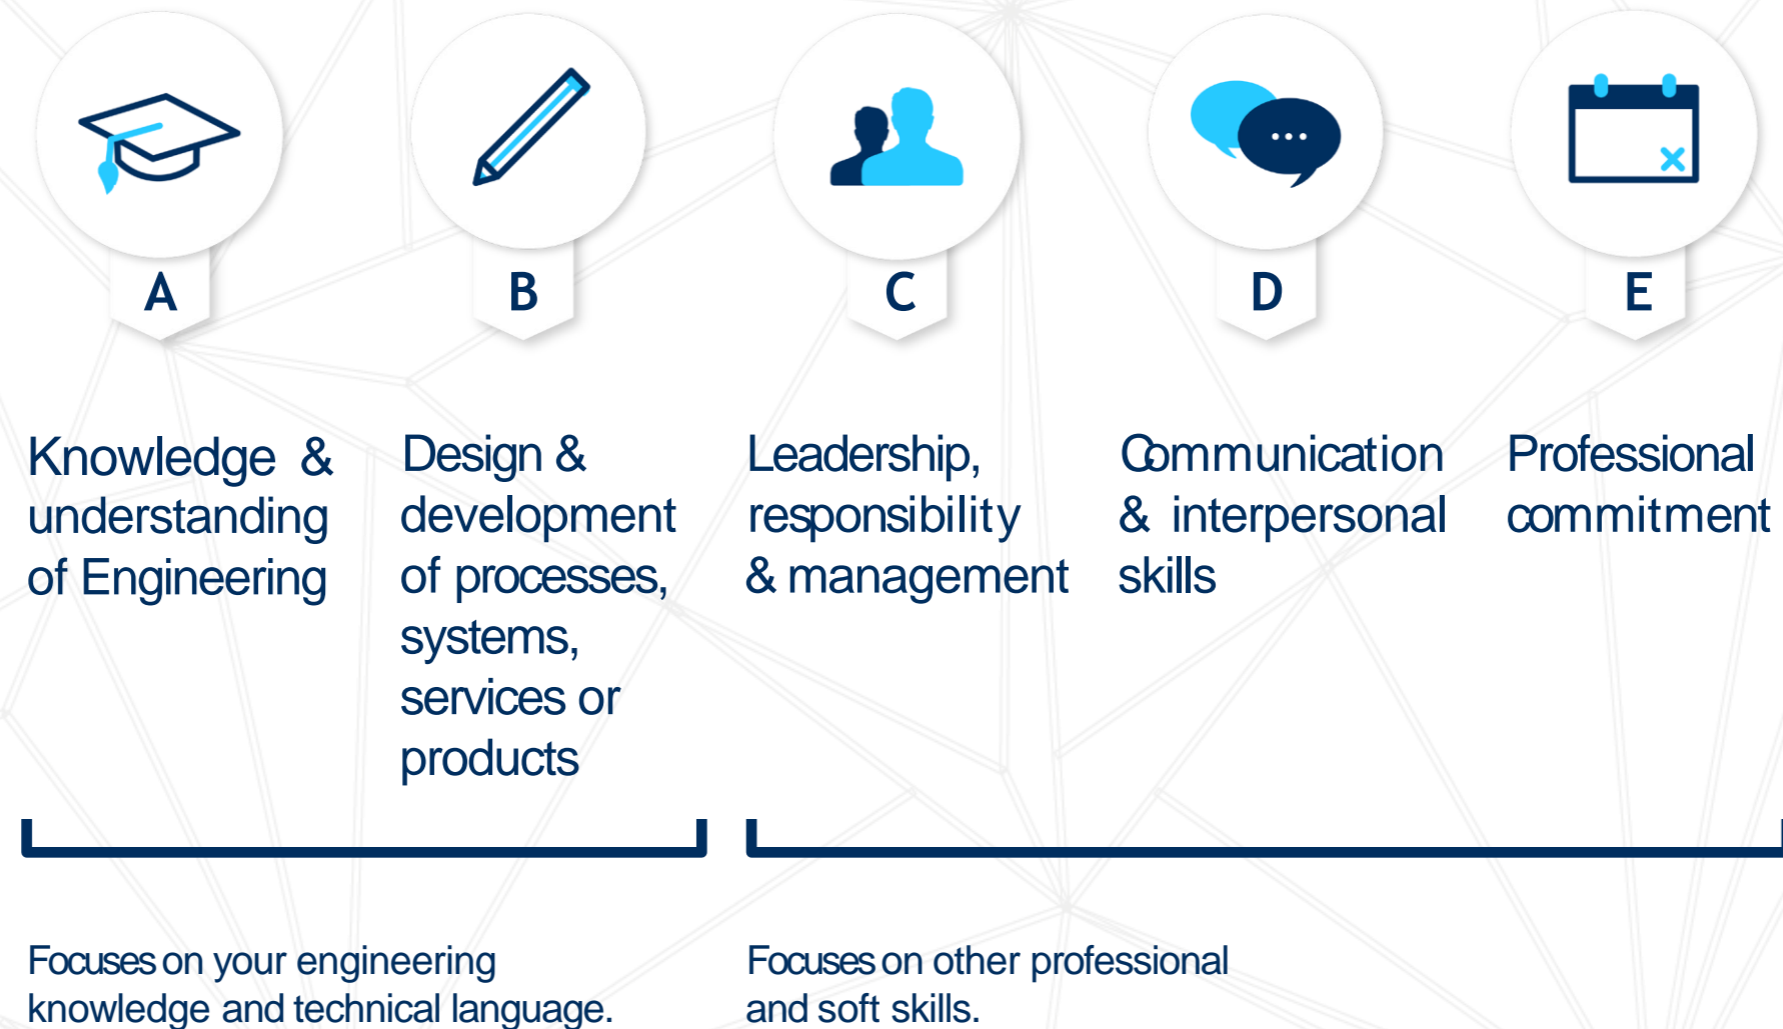 A
B
C
D
E
Knowledge &
understanding
of Engineering
Design &
development
of processes,
systems,
services or
products
Leadership,
responsibility
& management
Communication
& interpersonal
skills
Professional
commitment
Focuses on your engineering
knowledge and technical language.
Focuses on other professional
and soft skills.